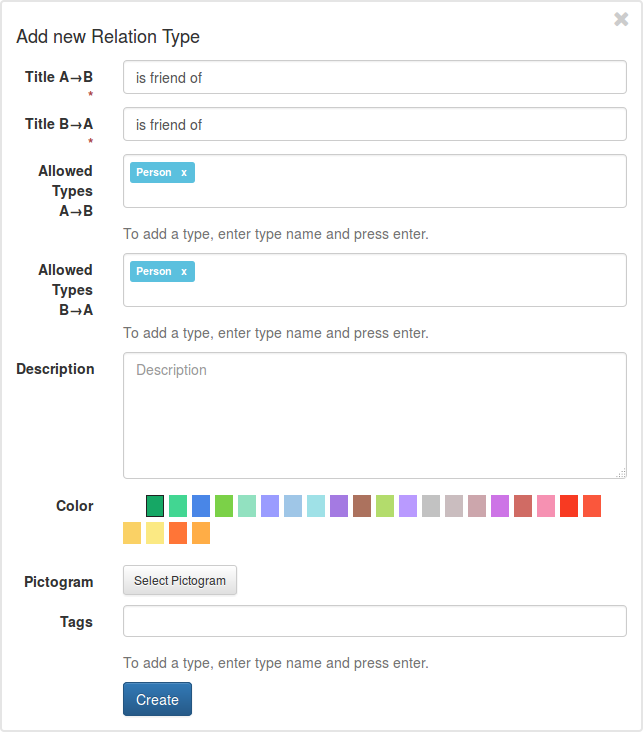 ×
Add new Relation Type
Title A→B
*
is friend of
Title B→A
*
is friend of
Allowed
Types
A→B
Person x
To add a type, enter type name and press enter.
Allowed
Types
B→A
Person x
To add a type, enter type name and press enter.
Description
Description
Color
Pictogram
Select Pictogram
Tags
To add a type, enter type name and press enter.
Create